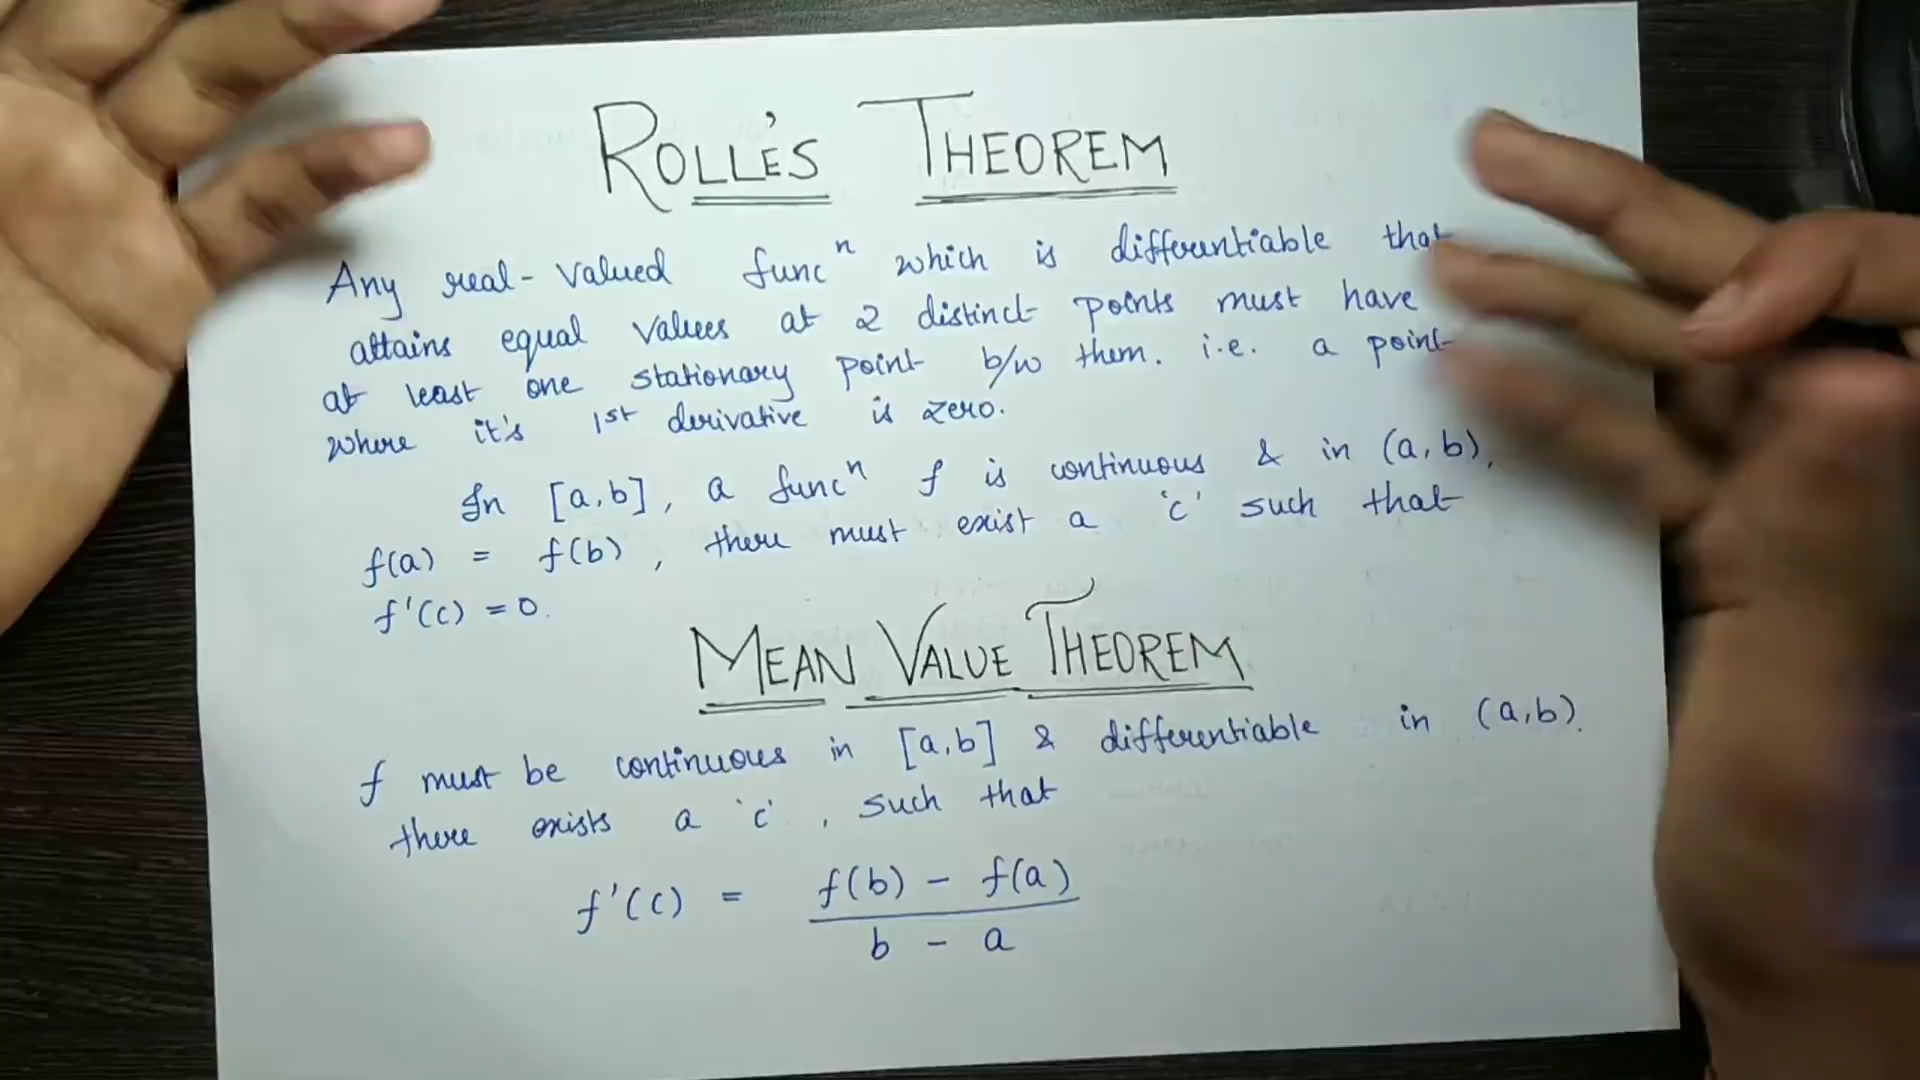 ROLLE'S THEOREM
Any real-valued funcⁿ which is differentiable that
attains equal values at 2 distinct points must have
at least one stationary point b/w them. i.e. a point
where it's 1st derivative is zero.
In [a,b], a funcⁿ f is continuous & in (a,b),
f(a) = f(b), there must exist a 'c' such that
f'(c) = 0.
MEAN VALUE THEOREM
f must be continuous in [a,b] & differentiable in (a,b).
there exists a 'c', such that
f'(c) = f(b) - f(a)
b - a